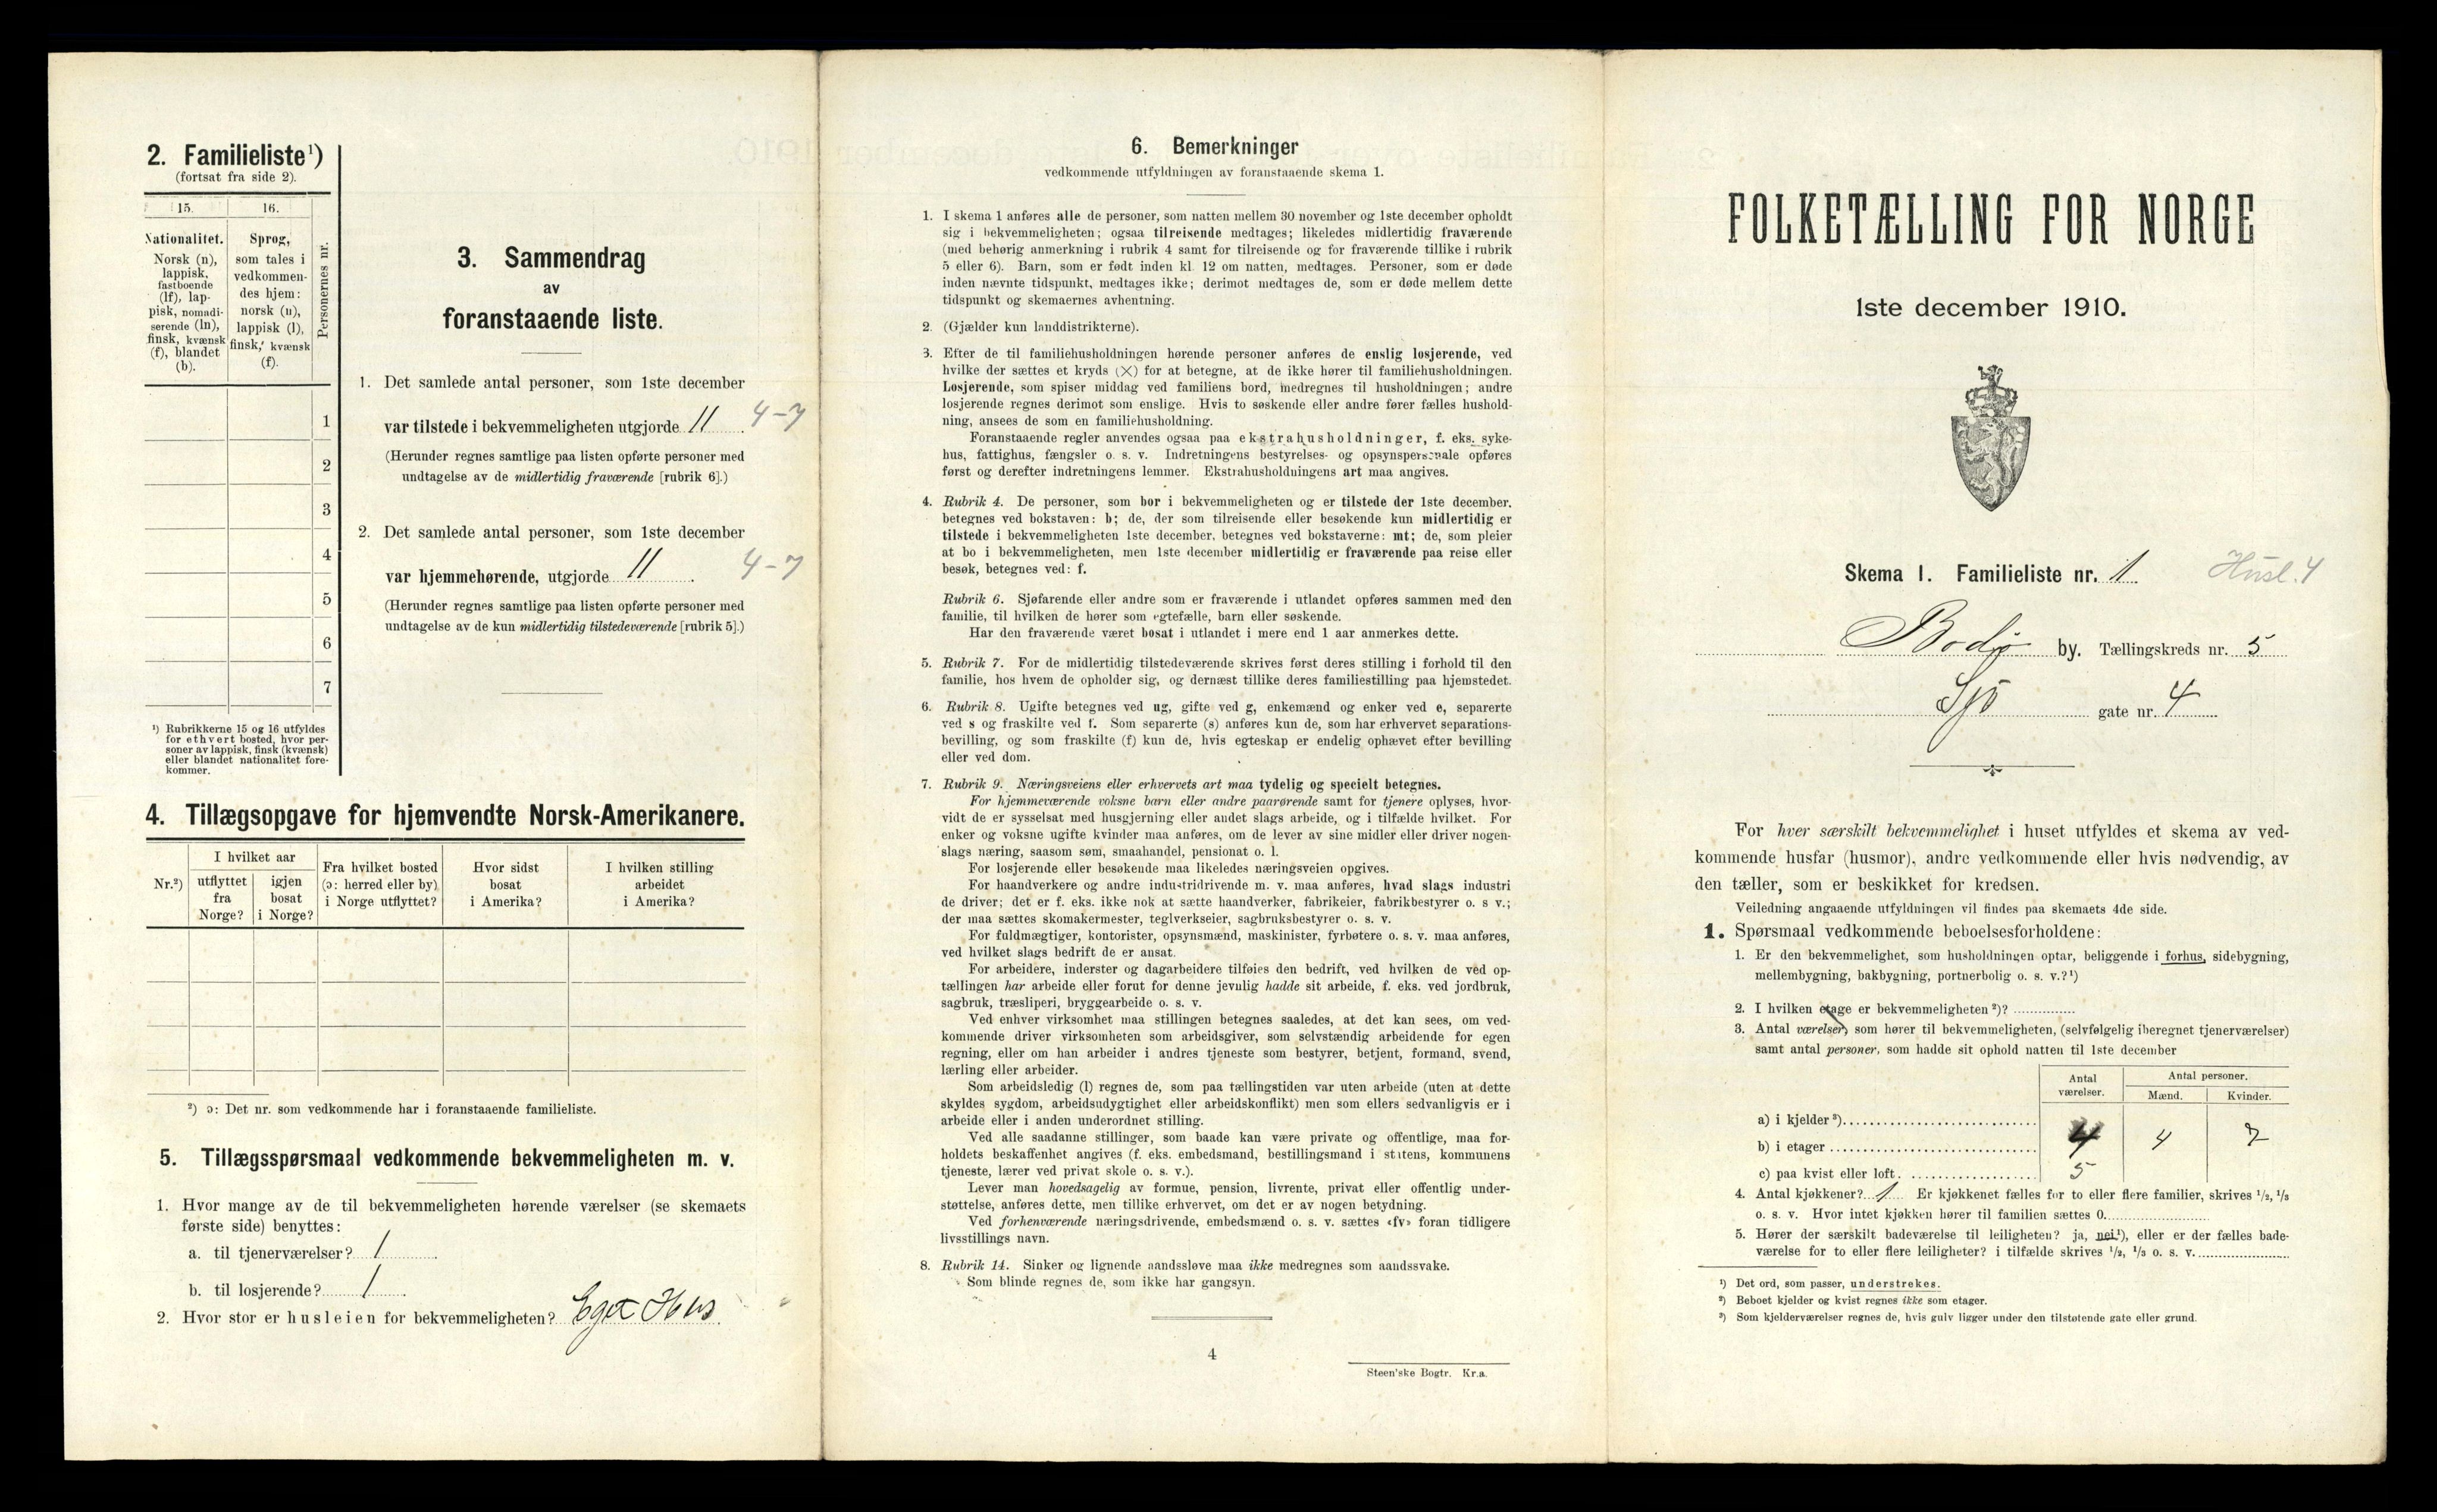 2. Familieliste¹)
(fortsat fra side 2).
15.
16.
Personernes nr.
Nationalitet.
Norsk (n),
lappisk,
fastboende
(lf), lap-
pisk, nomadi-
serende (ln),
finsk, kvænsk
(f), blandet
(b).
Sprog,
som tales i
vedkommen-
des hjem:
norsk (n),
lappisk (l),
finsk, kvænsk
(f).
1
2
3
4
5
6
7
¹) Rubrikkerne 15 og 16 utfyldes
for ethvert bosted, hvor per-
soner av lappisk, finsk (kvænsk)
eller blandet nationalitet fore-
kommer.
3. Sammendrag
av
foranstaaende liste.
1. Det samlede antal personer, som 1ste december
var tilstede i bekvemmeligheten utgjorde 11. 4-7
(Herunder regnes samtlige paa listen opførte personer med
undtagelse av de midlertidig fraværende [rubrik 6].)
2. Det samlede antal personer, som 1ste december
var hjemmehørende, utgjorde 11. 4-7
(Herunder regnes samtlige paa listen opførte personer med
undtagelse av de kun midlertidig tilstedeværende [rubrik 5].)
4. Tillægsopgave for hjemvendte Norsk-Amerikanere.
Nr.²)
I hvilket aar
utflyttet
fra
Norge?
igjen
bosat
i Norge?
Fra hvilket bosted
(ɔ: herred eller by)
i Norge utflyttet?
Hvor sidst
bosat
i Amerika?
I hvilken stilling
arbeidet
i Amerika?
²) ɔ: Det nr. som vedkommende har i foranstaaende familieliste.
5. Tillægsspørsmaal vedkommende bekvemmeligheten m. v.
1. Hvor mange av de til bekvemmeligheten hørende værelser (se skemaets
første side) benyttes:
a. til tjenerværelser? 1
b. til losjerende? 1
2. Hvor stor er husleien for bekvemmeligheten? Eget Hus.
6. Bemerkninger
vedkommende utfyldningen av foranstaaende skema 1.
1. I skema 1 anføres alle de personer, som natten mellem 30 november og 1ste december opholdt
sig i bekvemmeligheten; ogsaa tilreisende medtages; likeledes midlertidig fraværende
(med behørig anmerkning i rubrik 4 samt for tilreisende og for fraværende tillike i rubrik
5 eller 6). Barn, som er født inden kl. 12 om natten, medtages. Personer, som er døde
inden nævnte tidspunkt, medtages ikke; derimot medtages de, som er døde mellem dette
tidspunkt og skemaernes avhentning.
2. (Gjælder kun landdistrikterne).
3. Efter de til familiehusholdningen hørende personer anføres de enslig losjerende, ved
hvilke der sættes et kryds (×) for at betegne, at de ikke hører til familiehusholdningen.
Losjerende, som spiser middag ved familiens bord, medregnes til husholdningen; andre
losjerende regnes derimot som enslige. Hvis to søskende eller andre fører fælles hushold-
ning, ansees de som en familiehusholdning.
Foranstaaende regler anvendes ogsaa paa ekstrahusholdninger, f. eks. syke-
hus, fattighus, fængsler o. s. v. Indretningens bestyrelses- og opsynspersonale opføres
først og derefter indretningens lemmer. Ekstrahusholdningens art maa angives.
4. Rubrik 4. De personer, som bor i bekvemmeligheten og er tilstede der 1ste december,
betegnes ved bokstaven: b; de, der som tilreisende eller besøkende kun midlertidig er
tilstede i bekvemmeligheten 1ste december, betegnes ved bokstaverne: mt; de, som pleier
at bo i bekvemmeligheten, men 1ste december midlertidig er fraværende paa reise eller
besøk, betegnes ved: f.
Rubrik 6. Sjøfarende eller andre som er fraværende i utlandet opføres sammen med den
familie, til hvilken de hører som egtefælle, barn eller søskende.
Har den fraværende været bosat i utlandet i mere end 1 aar anmerkes dette.
5. Rubrik 7. For de midlertidig tilstedeværende skrives først deres stilling i forhold til den
familie, hos hvem de opholder sig, og dernæst tillike deres familiestilling paa hjemstedet.
6. Rubrik 8. Ugifte betegnes ved ug, gifte ved g, enkemænd og enker ved e, separerte
ved s og fraskilte ved f. Som separerte (s) anføres kun de, som har erhvervet separations-
bevilling, og som fraskilte (f) kun de, hvis egteskap er endelig ophævet efter bevilling
eller ved dom.
7. Rubrik 9. Næringsveiens eller erhvervets art maa tydelig og specielt betegnes.
For hjemmeværende voksne barn eller andre paarørende samt for tjenere oplyses, hvor-
vidt de er sysselsat med husgjerning eller andet slags arbeide, og i tilfælde hvilket. For
enker og voksne ugifte kvinder maa anføres, om de lever av sine midler eller driver nogen-
slags næring, saasom søm, smaahandel, pensionat o. l.
For losjerende eller besøkende maa likeledes næringsveien opgives.
For haandverkere og andre industridrivende m. v. maa anføres, hvad slags industri
de driver; det er f. eks. ikke nok at sætte haandverker, fabrikeier, fabrikbestyrer o. s v.;
der maa sættes skomakermester, teglverkseier, sagbruksbestyrer o. s. v.
For fuldmægtiger, kontorister, opsynsmænd, maskinister, fyrbøtere o. s. v. maa anføres,
ved hvilket slags bedrift de er ansat.
For arbeidere, inderster og dagarbeidere tilføies den bedrift, ved hvilken de ved op-
tællingen har arbeide eller forut for denne jevnlig hadde sit arbeide, f. eks. ved jordbruk,
sagbruk, træsliperi, bryggearbeide o. s. v.
Ved enhver virksomhet maa stillingen betegnes saaledes, at det kan sees, om ved-
kommende driver virksomheten som arbeidsgiver, som selvstændig arbeidende for egen
regning, eller om han arbeider i andres tjeneste som bestyrer, betjent, formand, svend,
lærling eller arbeider.
Som arbeidsledig (l) regnes de, som paa tællingstiden var uten arbeide (uten at dette
skyldes sygdom, arbeidsudygtighet eller arbeidskonflikt) men som ellers sedvanligvis er i
arbeide eller i anden underordnet stilling.
Ved alle saadanne stillinger, som baade kan være private og offentlige, maa for-
holdets beskaffenhet angives (f. eks. embedsmand, bestillingsmand i statens, kommunens
tjeneste, lærer ved privat skole o. s. v.).
Lever man hovedsagelig av formue, pension, livrente, privat eller offentlig under-
støttelse, anføres dette, men tillike erhvervet, om det er av nogen betydning.
Ved forhenværende næringsdrivende, embedsmænd o. s. v. sættes «fv» foran tidligere
livsstillings navn.
8. Rubrik 14. Sinker og lignende aandssløve maa ikke medregnes som aandssvake.
Som blinde regnes de, som ikke har gangsyn.
4
Steen'ske Bogtr. Kr.a.
FOLKETÆLLING FOR NORGE
1ste december 1910.
Skema 1. Familieliste nr. 1 Husl. 4
Bodø by. Tællingskreds nr. 5
Sjö gate nr. 4
For hver særskilt bekvemmelighet i huset utfyldes et skema av ved-
kommende husfar (husmor), andre vedkommende eller hvis nødvendig, av
den tæller, som er beskikket for kredsen.
Veiledning angaaende utfyldningen vil findes paa skemaets 4de side.
1. Spørsmaal vedkommende beboelsesforholdene:
1. Er den bekvemmelighet, som husholdningen optar, beliggende i forhus, sidebygning,
mellembygning, bakbygning, portnerbolig o. s. v.?¹)
2. I hvilken etage er bekvemmeligheten²)?
3. Antal værelser, som hører til bekvemmeligheten, (selvfølgelig iberegnet tjenerværelser)
samt antal personer, som hadde sit ophold natten til 1ste december
Antal
værelser.
Antal personer.
Mænd.
Kvinder.
a) i kjelder³)
b) i etager 4 4 7
c) paa kvist eller loft 5
4. Antal kjøkkener? 1 Er kjøkkenet fælles for to eller flere familier, skrives ¹/₂, ¹/₃
o. s. v. Hvor intet kjøkken hører til familien sættes 0.
5. Hører der særskilt badeværelse til leiligheten? ja, nei¹), eller er der fælles bade-
værelse for to eller flere leiligheter? i tilfælde skrives ¹/₂, ¹/₃ o. s. v.
¹) Det ord, som passer, understrekes.
²) Beboet kjelder og kvist regnes ikke som etager.
³) Som kjelderværelser regnes de, hvis gulv ligger under den tilstøtende gate eller grund.